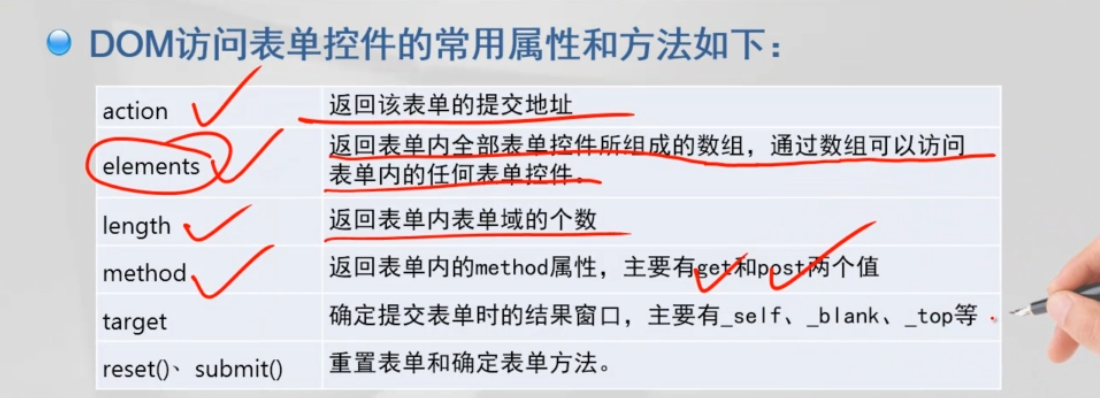 DOM访问表单控件的常用属性和方法如下：
action 返回该表单的提交地址
elements 返回表单内全部表单控件所组成的数组，通过数组可以访问
表单内的任何表单控件。
length 返回表单内表单域的个数
method 返回表单内的method属性，主要有get和post两个值
target 确定提交表单时的结果窗口，主要有_self、_blank、_top等
reset()、submit() 重置表单和确定表单方法。